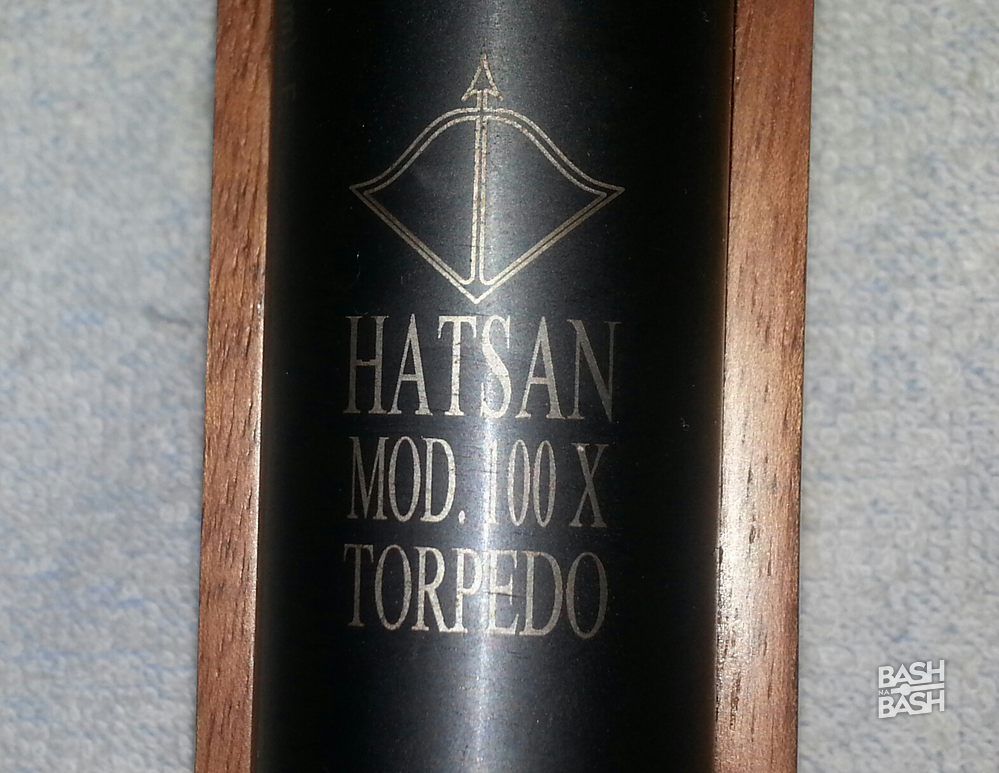 HATSAN
MOD. 100 X
TORPEDO
BASH
NA
BASH